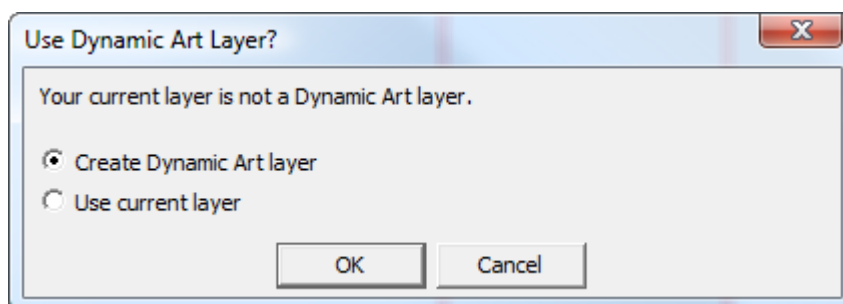 Use Dynamic Art Layer?
Your current layer is not a Dynamic Art layer.
Create Dynamic Art layer
Use current layer
OK Cancel